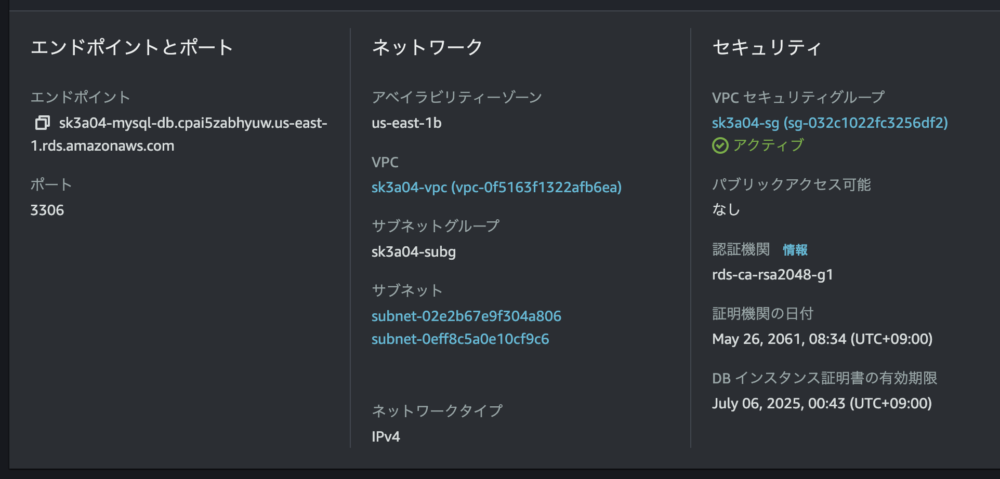 エンドポイントとポート
エンドポイント
sk3a04-mysql-db.cpai5zabhyuw.us-east-
1.rds.amazonaws.com
ポート
3306
ネットワーク
アベイラビリティーゾーン
us-east-1b
VPC
sk3a04-vpc (vpc-0f5163f1322afb6ea)
サブネットグループ
sk3a04-subg
サブネット
subnet-02e2b67e9f304a806
subnet-0eff8c5a0e10cf9c6
ネットワークタイプ
IPv4
セキュリティ
VPC セキュリティグループ
sk3a04-sg (sg-032c1022fc3256df2)
アクティブ
パブリックアクセス可能
なし
認証機関 情報
rds-ca-rsa2048-g1
証明機関の日付
May 26, 2061, 08:34 (UTC+09:00)
DB インスタンス証明書の有効期限
July 06, 2025, 00:43 (UTC+09:00)